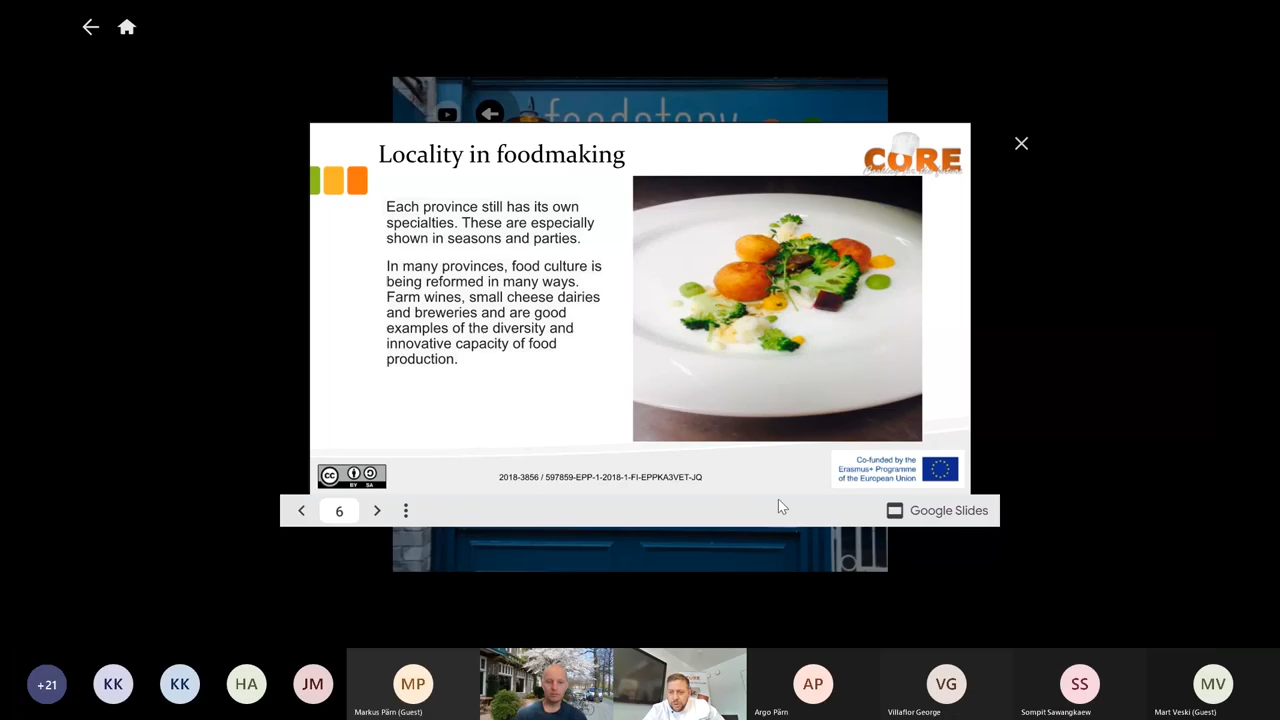 foodatory
Locality in foodmaking
CORE
Each province still has its own
specialties. These are especially
shown in seasons and parties.
In many provinces, food culture is
being reformed in many ways.
Farm wines, small cheese dairies
and breweries and are good
examples of the diversity and
innovative capacity of food
production.
CC
BY SA
2018-3856 / 597859-EPP-1-2018-1-FI-EPPKA3VET-JQ
Co-funded by the
Erasmus+ Programme
of the European Union
6
Google Slides
+21
KK
KK
HA
JM
MP
AP
VG
SS
MV
Markus Pärn (Guest)
Argo Pärn
Villaflor George
Sompit Sawangkaew
Mart Veski (Guest)